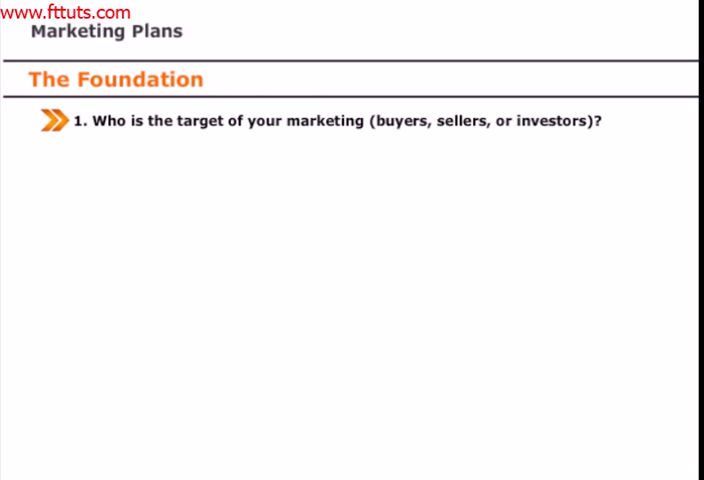 www.fttuts.com
Marketing Plans
The Foundation
1. Who is the target of your marketing (buyers, sellers, or investors)?